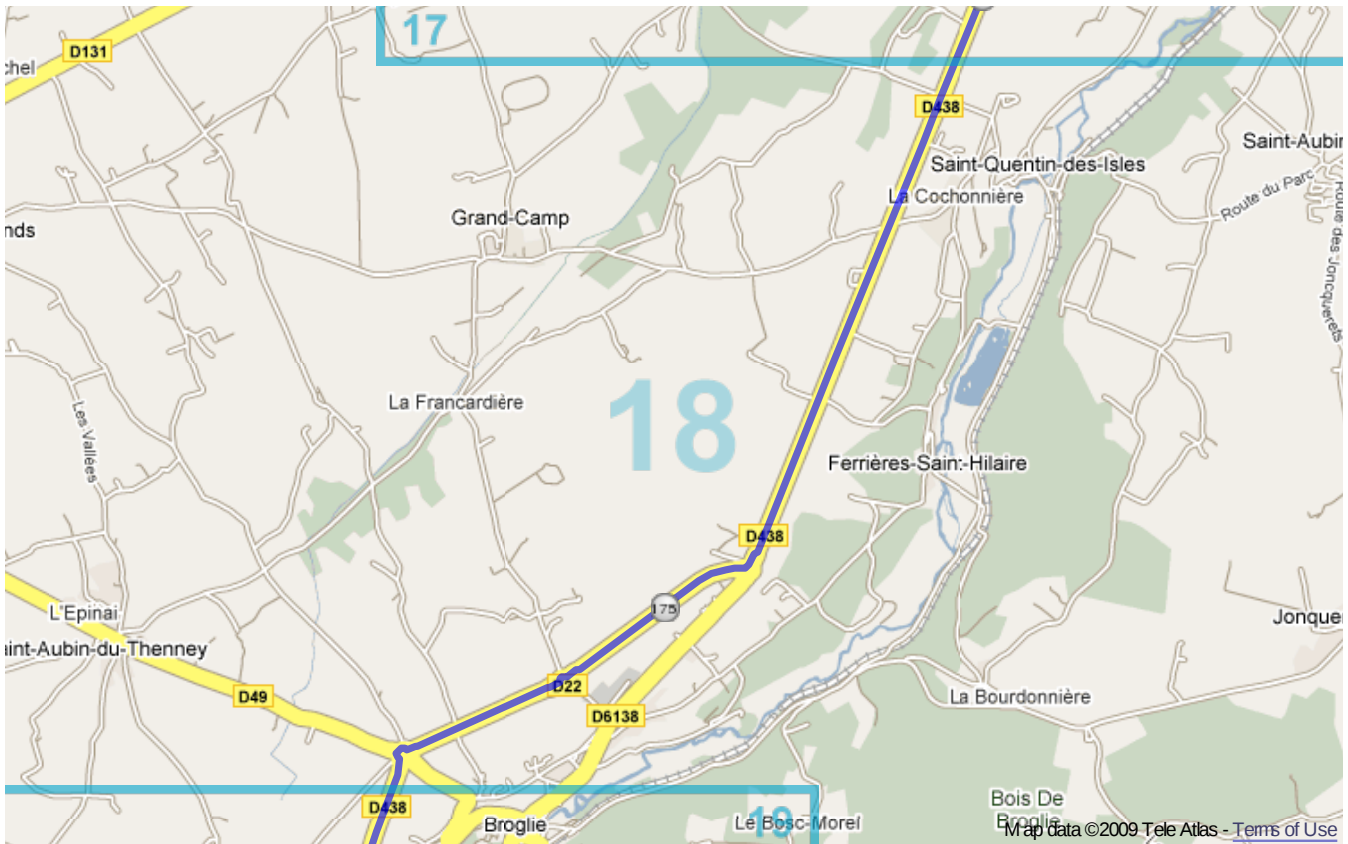 17
D131
chel
D438
Saint-Aubin
Saint-Quentin-des-Isles
Route du Parc
La Cochonnière
Route des Joncquerets
Grand-Camp
nds
18
La Francardière
Les Vallées
Ferrières-Saint-Hilaire
D438
175
L'Epinai
Jonque
aint-Aubin-du-Thenney
D22
D49
La Bourdonnière
D6138
D438
Bois De
Broglie
Broglie
19
Le Bosc-Morel
Map data ©2009 Tele Atlas - Terms of Use